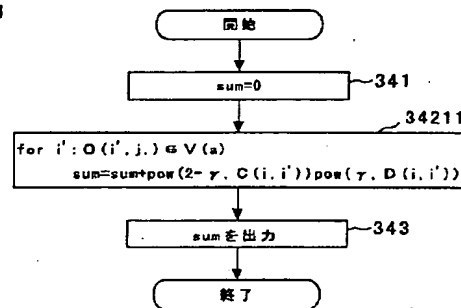 開始
sum=0
341
34211
for i':O(i',j,)∈V(a)
sum=sum+pow(2-γ,C(i,i'))pow(γ,D(i,i'))
sumを出力
343
終了